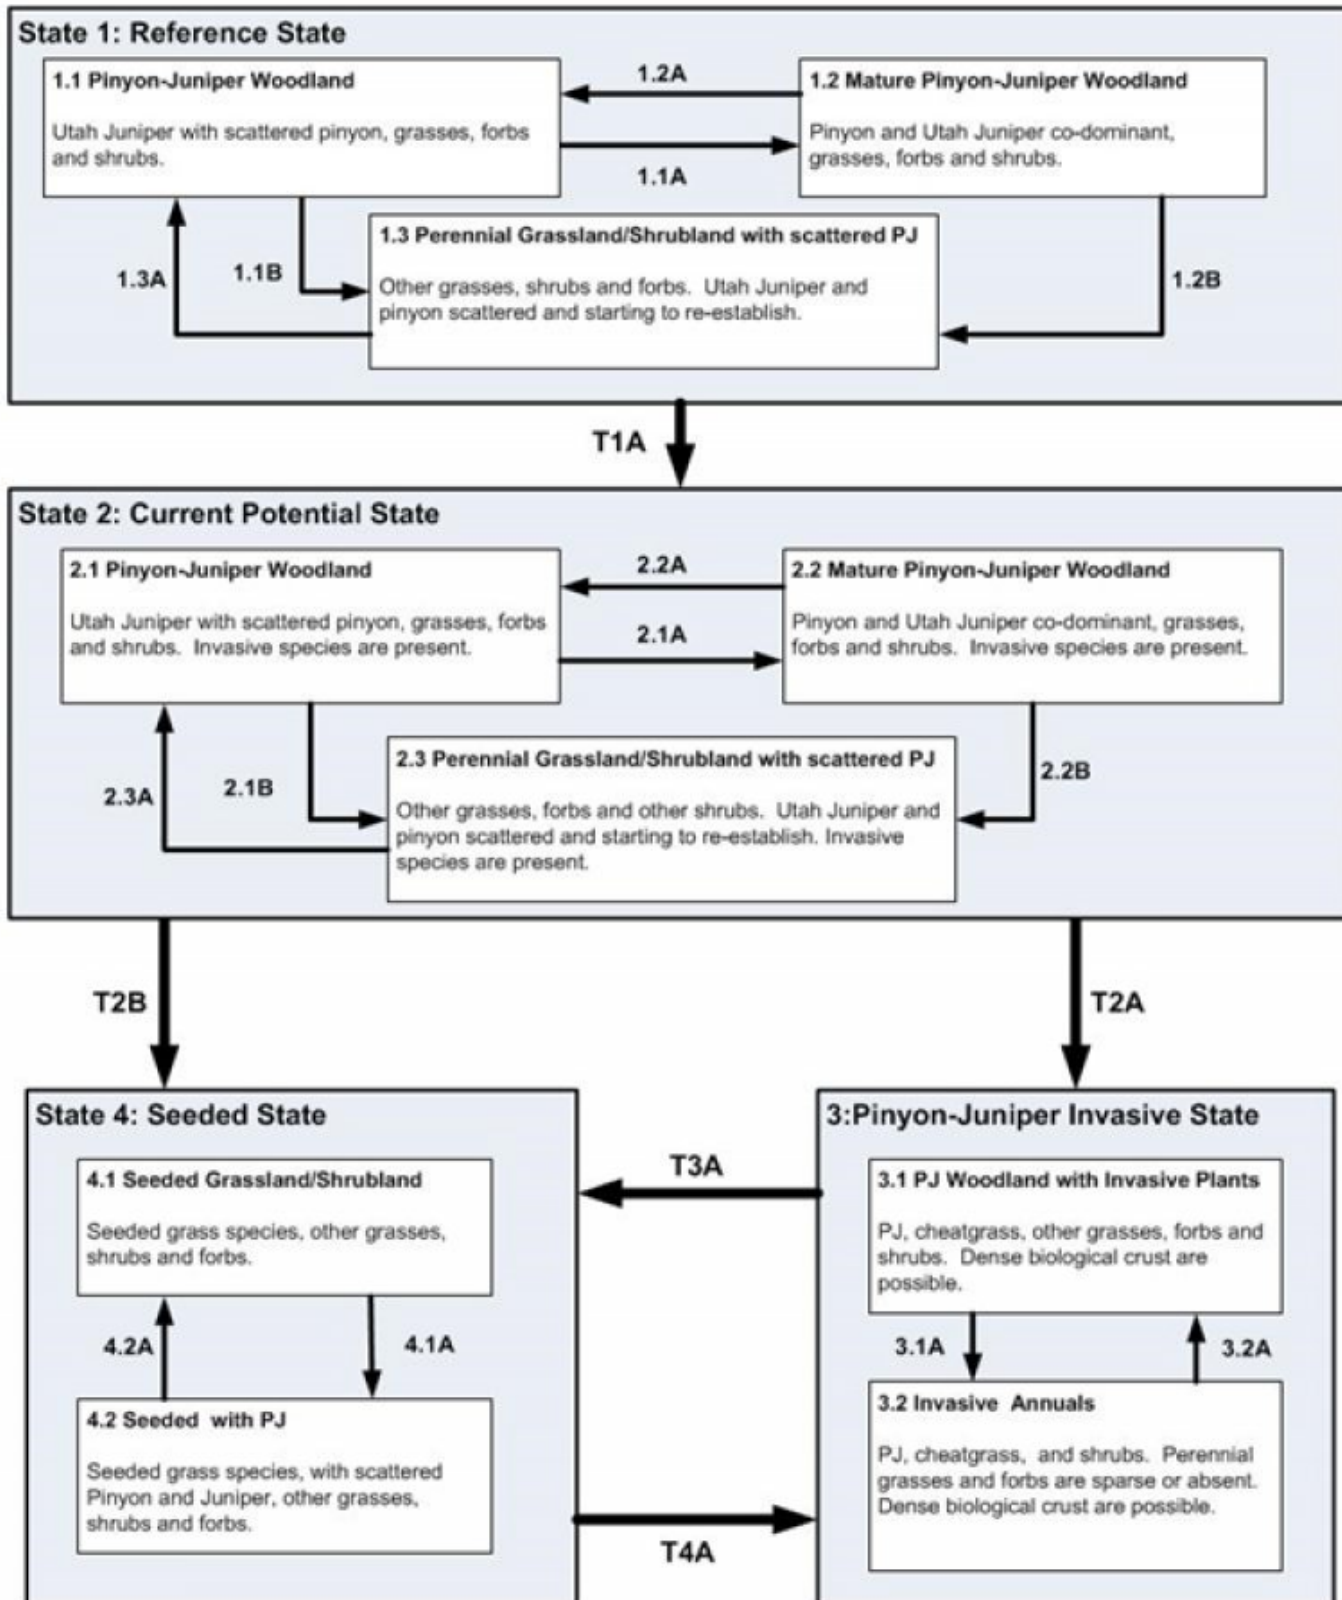 State 1: Reference State
1.1 Pinyon-Juniper Woodland
Utah Juniper with scattered pinyon, grasses, forbs
and shrubs.
1.2A
1.1A
1.2 Mature Pinyon-Juniper Woodland
Pinyon and Utah Juniper co-dominant,
grasses, forbs and shrubs.
1.3A
1.1B
1.3 Perennial Grassland/Shrubland with scattered PJ
Other grasses, shrubs and forbs. Utah Juniper and
pinyon scattered and starting to re-establish.
1.2B
T1A
State 2: Current Potential State
2.1 Pinyon-Juniper Woodland
Utah Juniper with scattered pinyon, grasses, forbs
and shrubs. Invasive species are present.
2.2A
2.1A
2.2 Mature Pinyon-Juniper Woodland
Pinyon and Utah Juniper co-dominant, grasses,
forbs and shrubs. Invasive species are present.
2.3A
2.1B
2.3 Perennial Grassland/Shrubland with scattered PJ
Other grasses, forbs and other shrubs. Utah Juniper and
pinyon scattered and starting to re-establish. Invasive
species are present.
2.2B
T2B
T2A
State 4: Seeded State
4.1 Seeded Grassland/Shrubland
Seeded grass species, other grasses,
shrubs and forbs.
4.2A
4.1A
4.2 Seeded with PJ
Seeded grass species, with scattered
Pinyon and Juniper, other grasses,
shrubs and forbs.
T3A
T4A
3:Pinyon-Juniper Invasive State
3.1 PJ Woodland with Invasive Plants
PJ, cheatgrass, other grasses, forbs and
shrubs. Dense biological crust are
possible.
3.1A
3.2A
3.2 Invasive Annuals
PJ, cheatgrass, and shrubs. Perennial
grasses and forbs are sparse or absent.
Dense biological crust are possible.